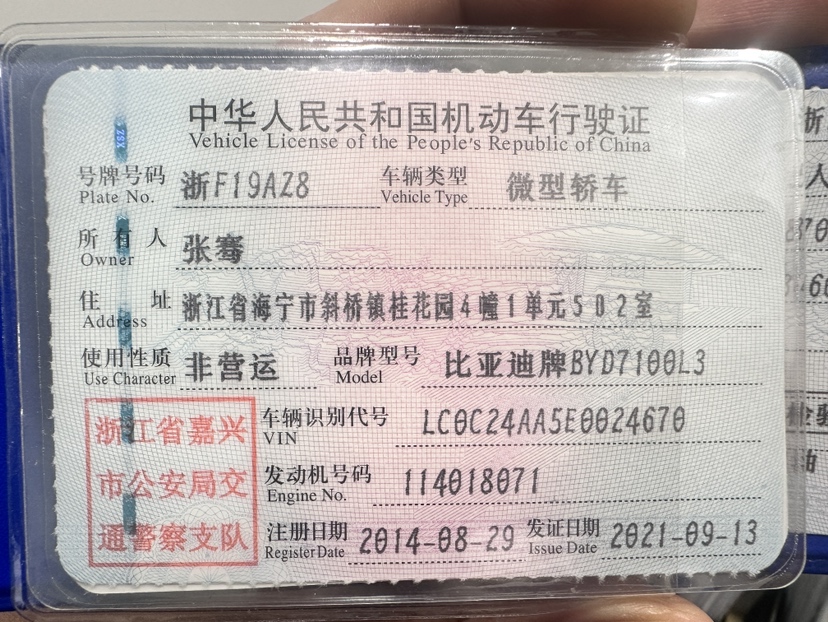 中华人民共和国机动车行驶证
Vehicle License of the People's Republic of China
号牌号码 浙F19AZ8 车辆类型 微型轿车
Plate No. Vehicle Type
所有人 张骞
Owner
住址 浙江省海宁市斜桥镇桂花园4幢1单元502室
Address
使用性质 非营运 品牌型号 比亚迪牌BYD7100L3
Use Character Model
浙江省嘉兴
市公安局交
通警察支队
车辆识别代号 LC0C24AA5E0024670
VIN
发动机号码 114018071
Engine No.
注册日期 2014-08-29 发证日期 2021-09-13
Register Date Issue Date